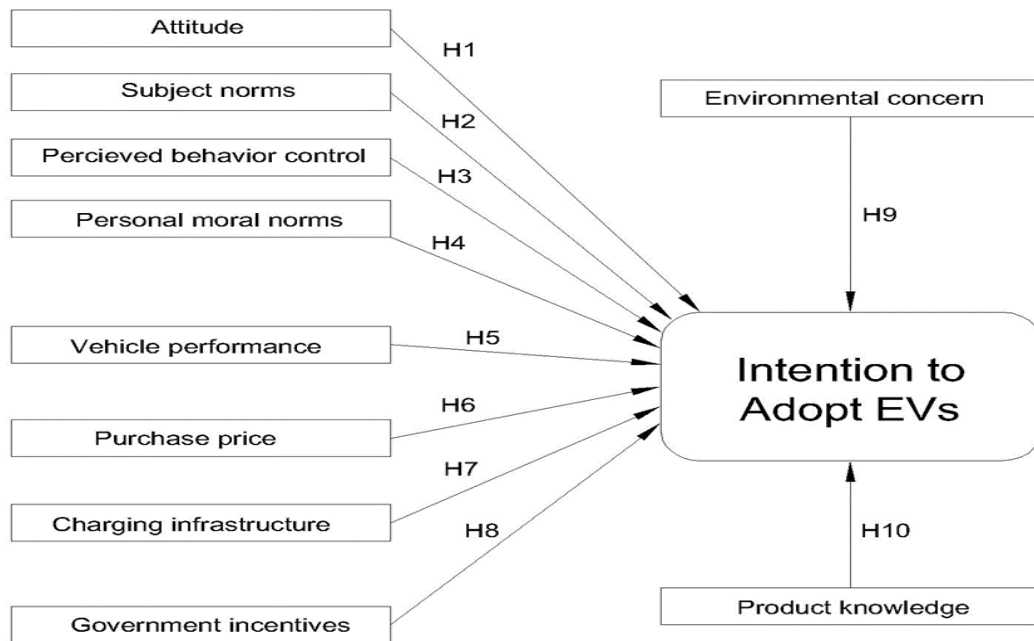 Attitude
H1
Subject norms
H2
Percieved behavior control
H3
Personal moral norms
H4
Vehicle performance
H5
Purchase price
H6
Charging infrastructure
H7
Government incentives
H8
Environmental concern
H9
Intention to
Adopt EVs
H10
Product knowledge